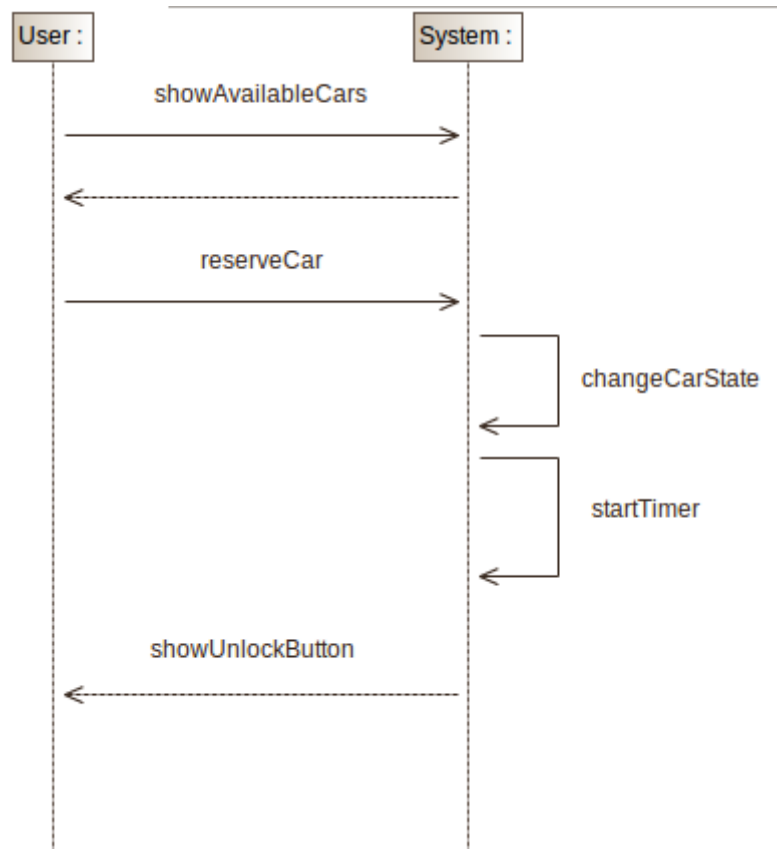 User :
System :
showAvailableCars
reserveCar
changeCarState
startTimer
showUnlockButton